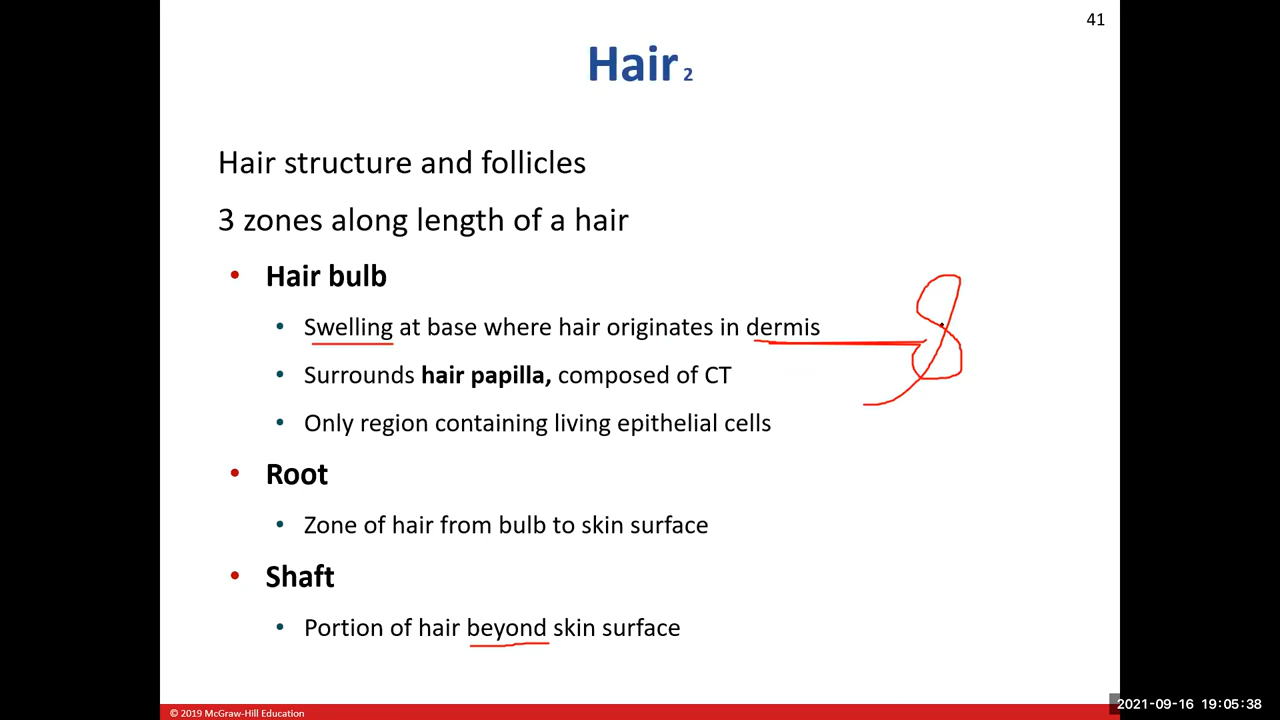 41
Hair 2
Hair structure and follicles
3 zones along length of a hair
• Hair bulb
• Swelling at base where hair originates in dermis
• Surrounds hair papilla, composed of CT
• Only region containing living epithelial cells
• Root
• Zone of hair from bulb to skin surface
• Shaft
• Portion of hair beyond skin surface
© 2019 McGraw-Hill Education
2021-09-16 19:05:38